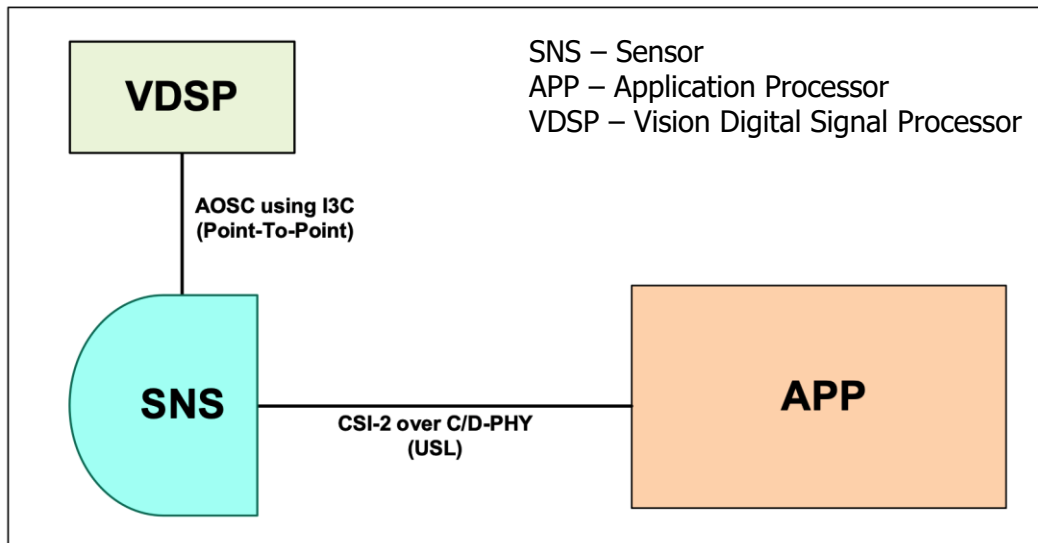 VDSP
SNS – Sensor
APP – Application Processor
VDSP – Vision Digital Signal Processor
AOSC using I3C
(Point-To-Point)
SNS
CSI-2 over C/D-PHY
(USL)
APP